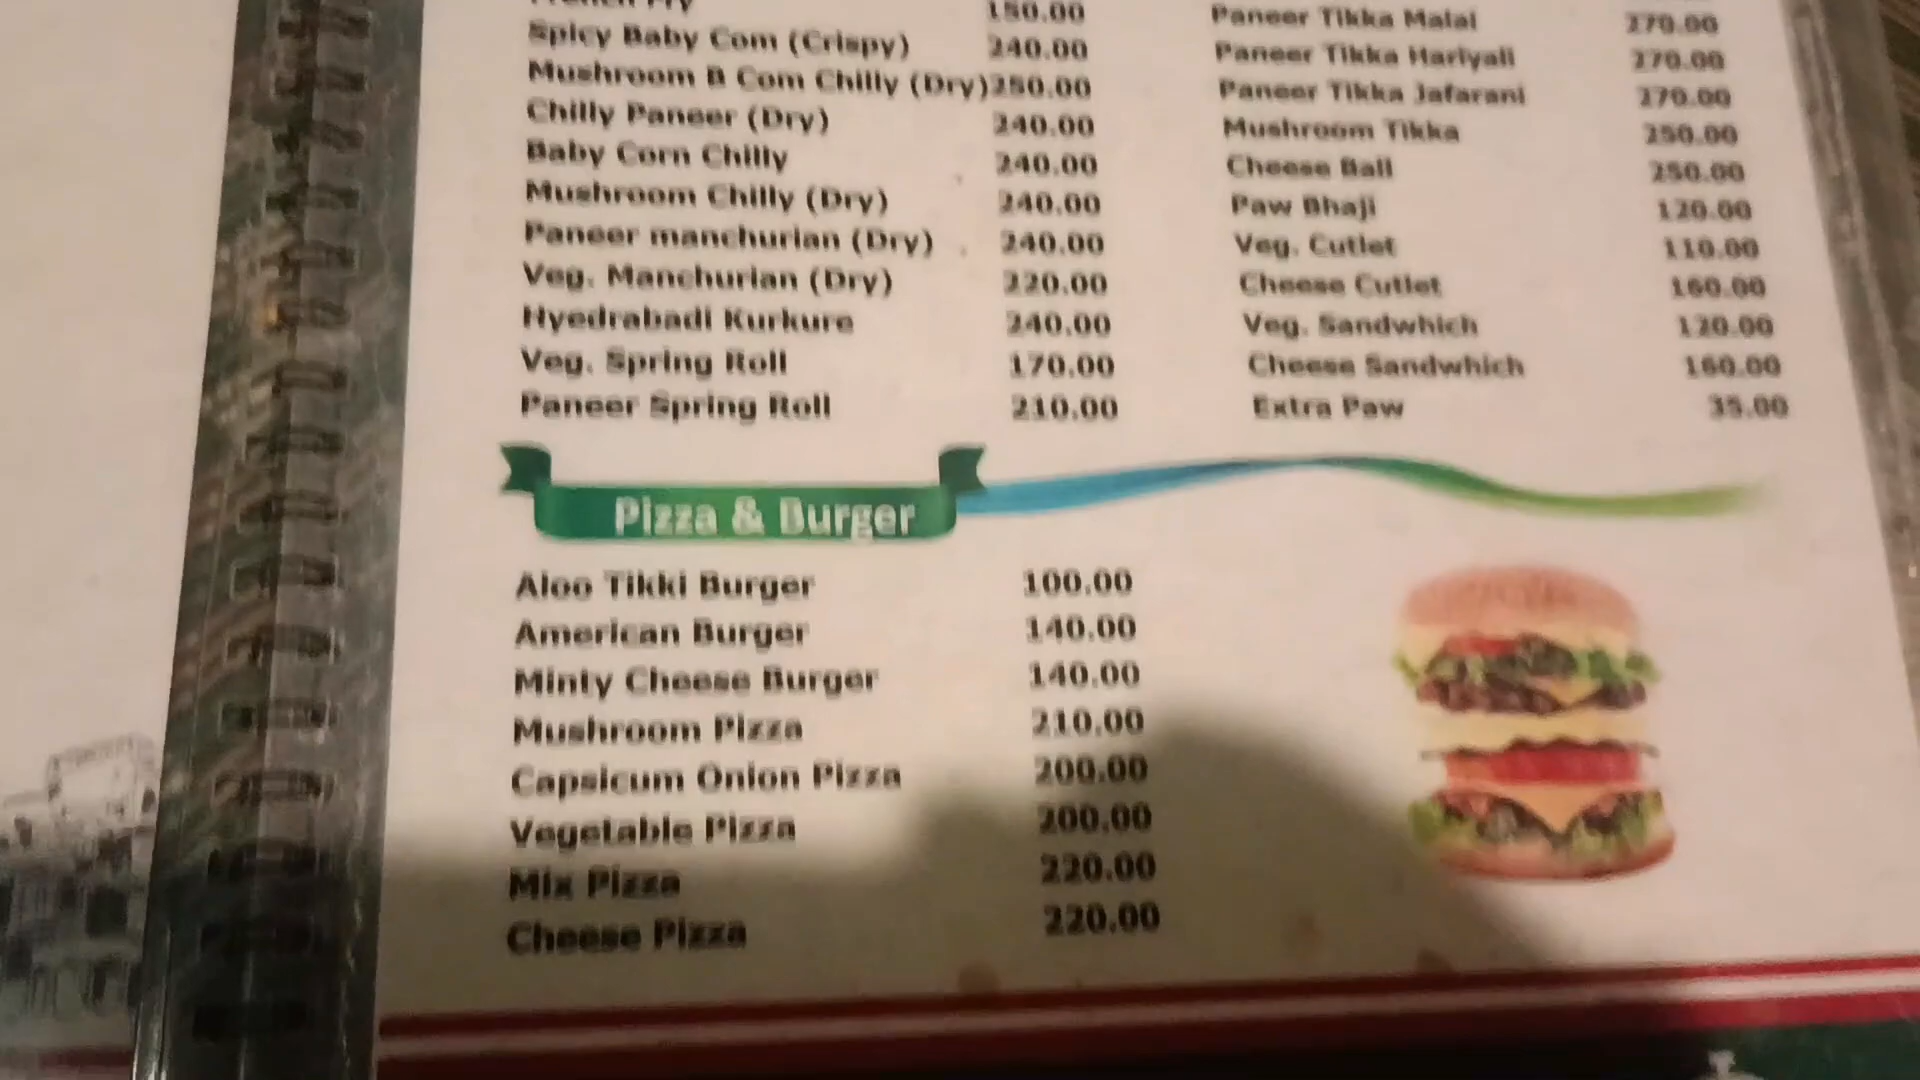 French Fry 150.00
Spicy Baby Corn (Crispy) 240.00
Mushroom B Corn Chilly (Dry) 250.00
Chilly Paneer (Dry) 240.00
Baby Corn Chilly 240.00
Mushroom Chilly (Dry) 240.00
Paneer manchurian (Dry) 240.00
Veg. Manchurian (Dry) 220.00
Hyedrabadi Kurkure 240.00
Veg. Spring Roll 170.00
Paneer Spring Roll 210.00
Paneer Tikka Malai 270.00
Paneer Tikka Hariyali 270.00
Paneer Tikka Jafarani 270.00
Mushroom Tikka 250.00
Cheese Ball 250.00
Paw Bhaji 120.00
Veg. Cutlet 110.00
Cheese Cutlet 160.00
Veg. Sandwhich 120.00
Cheese Sandwhich 160.00
Extra Paw 35.00
Pizza & Burger
Aloo Tikki Burger 100.00
American Burger 140.00
Minty Cheese Burger 140.00
Mushroom Pizza 210.00
Capsicum Onion Pizza 200.00
Vegetable Pizza 200.00
Mix Pizza 220.00
Cheese Pizza 220.00